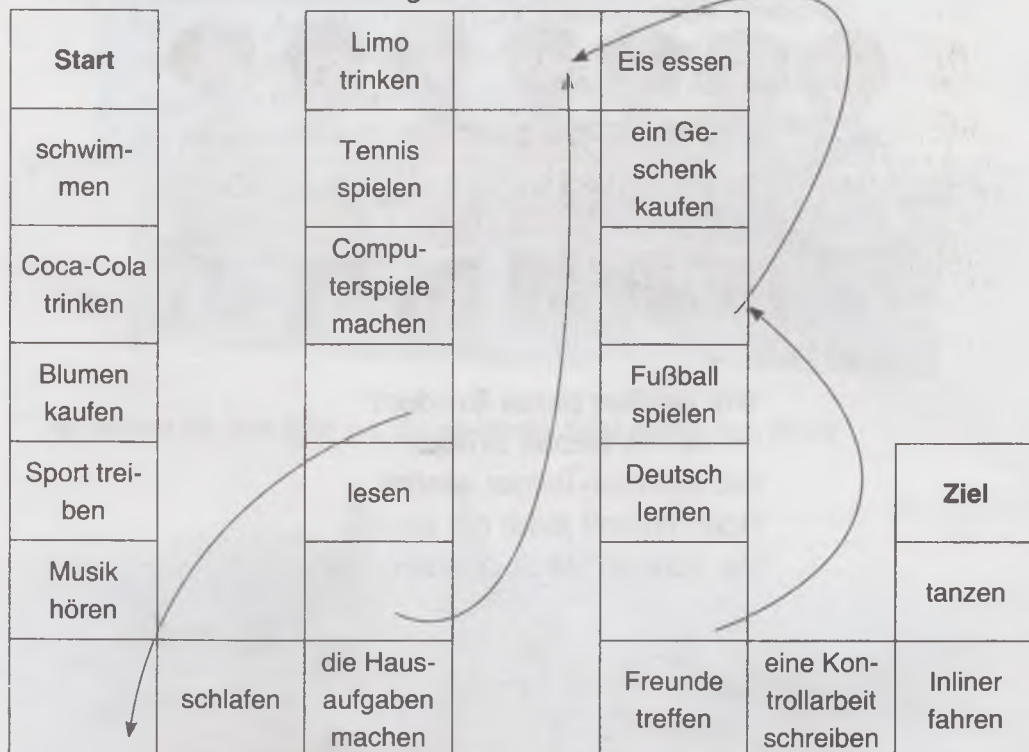 Start
schwim-
men
Coca-Cola
trinken
Blumen
kaufen
Sport trei-
ben
Musik
hören
schlafen
Limo
trinken
Tennis
spielen
Compu-
terspiele
machen
lesen
die Haus-
aufgaben
machen
Eis essen
ein Ge-
schenk
kaufen
Fußball
spielen
Deutsch
lernen
Freunde
treffen
eine Kon-
trollarbeit
schreiben
Ziel
tanzen
Inliner
fahren